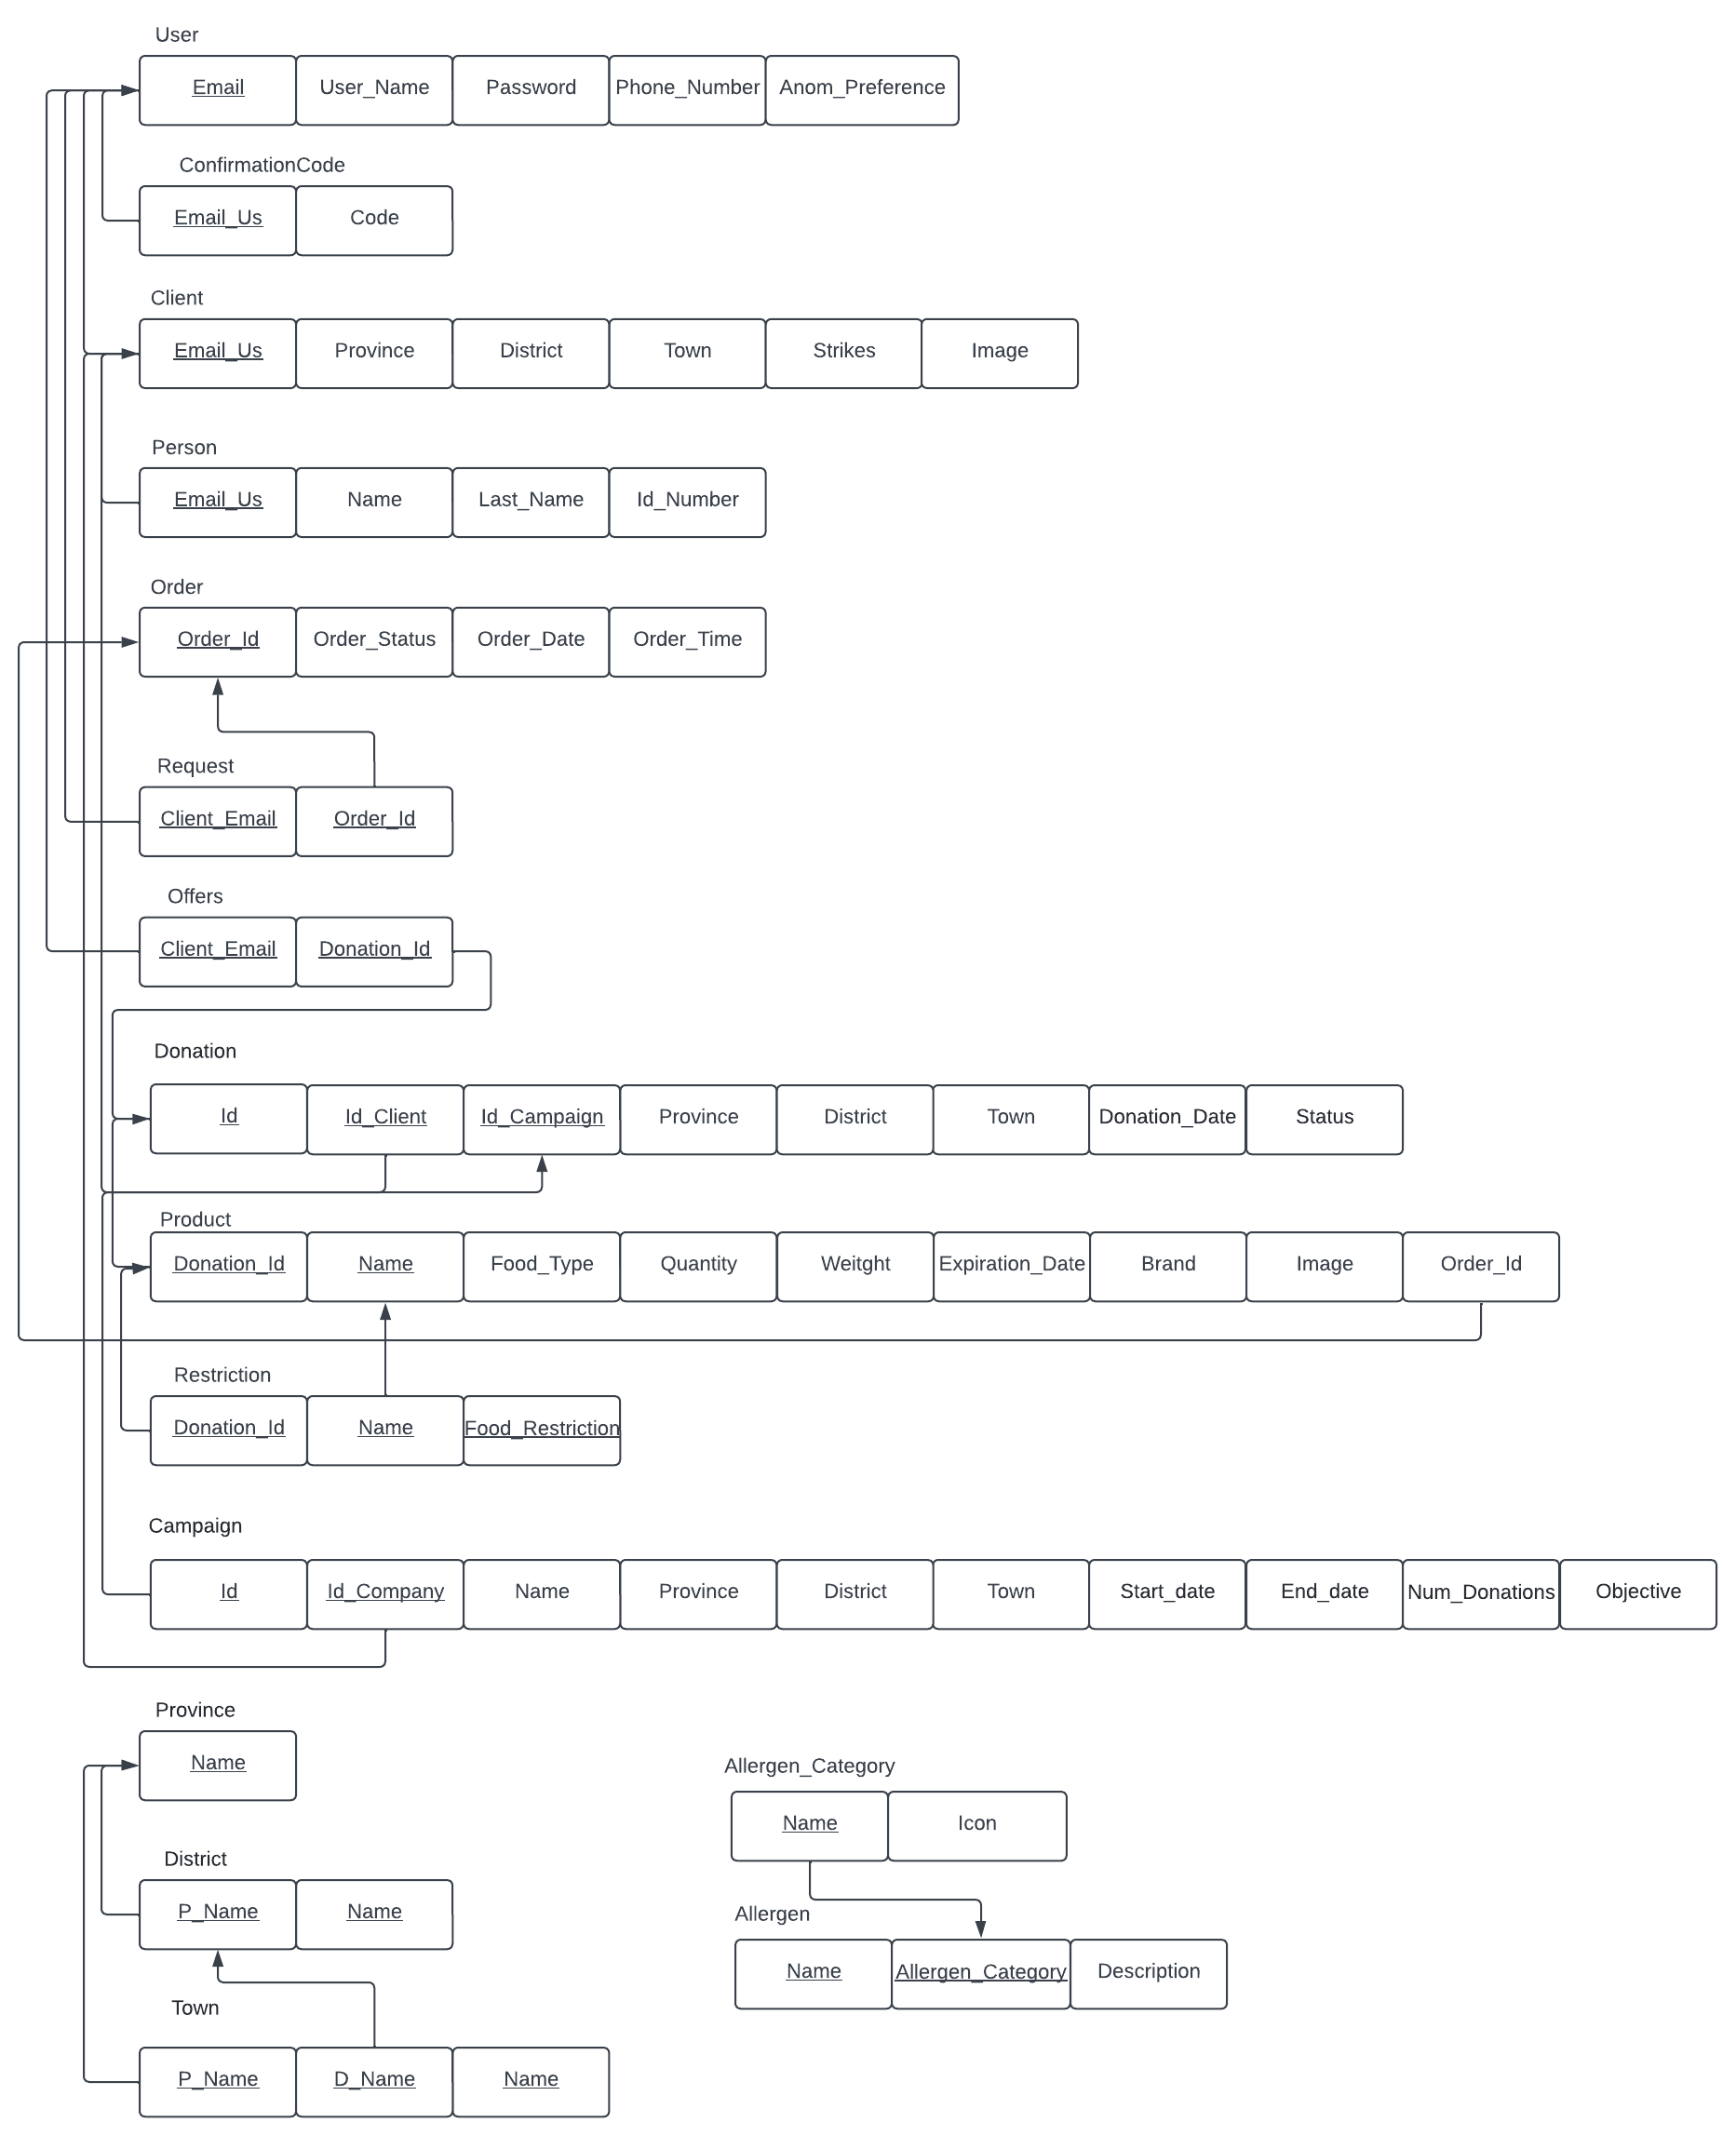 User
Email User_Name Password Phone_Number Anom_Preference
ConfirmationCode
Email_Us Code
Client
Email_Us Province District Town Strikes Image
Person
Email_Us Name Last_Name Id_Number
Order
Order_Id Order_Status Order_Date Order_Time
Request
Client_Email Order_Id
Offers
Client_Email Donation_Id
Donation
Id Id_Client Id_Campaign Province District Town Donation_Date Status
Product
Donation_Id Name Food_Type Quantity Weitght Expiration_Date Brand Image Order_Id
Restriction
Donation_Id Name Food_Restriction
Campaign
Id Id_Company Name Province District Town Start_date End_date Num_Donations Objective
Province
Name
District
P_Name Name
Town
P_Name D_Name Name
Allergen_Category
Name Icon
Allergen
Name Allergen_Category Description